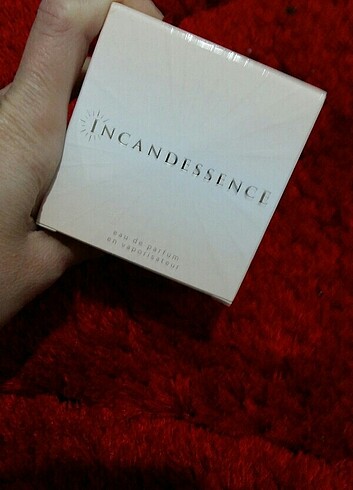 INCANDESSENCE
eau de parfum
en vaporisateur